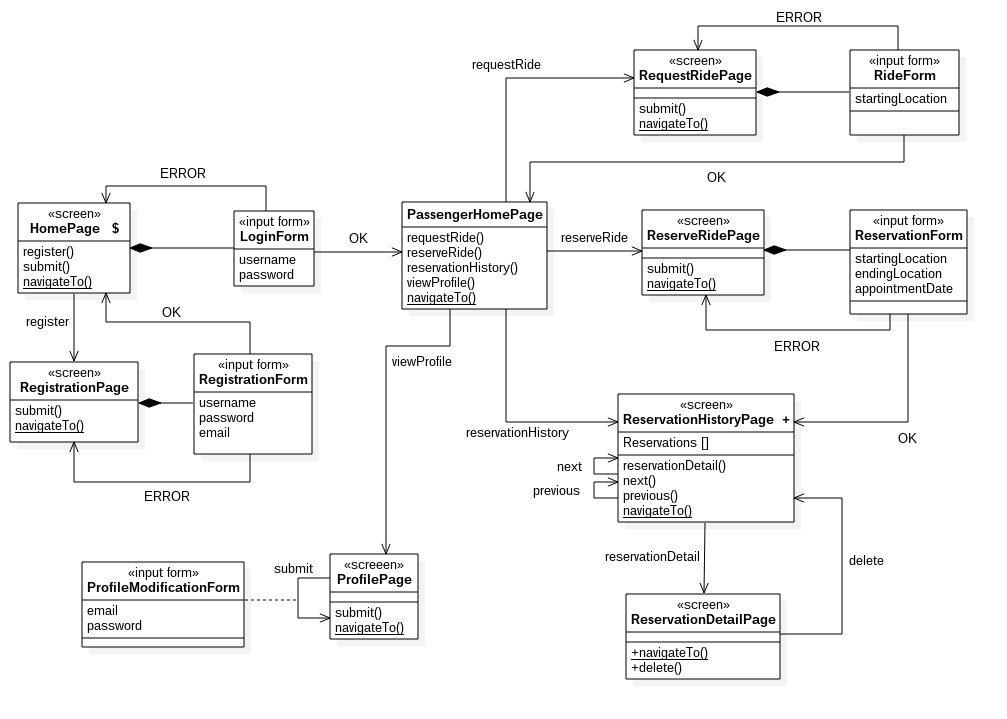 ERROR
requestRide
«screen»
RequestRidePage
submit()
navigateTo()
«input form»
RideForm
startingLocation
OK
ERROR
«screen»
HomePage $
register()
submit()
navigateTo()
«input form»
LoginForm
username
password
OK
PassengerHomePage
requestRide()
reserveRide()
reservationHistory()
viewProfile()
navigateTo()
reserveRide
«screen»
ReserveRidePage
submit()
navigateTo()
«input form»
ReservationForm
startingLocation
endingLocation
appointmentDate
ERROR
register
OK
«screen»
RegistrationPage
submit()
navigateTo()
«input form»
RegistrationForm
username
password
email
ERROR
viewProfile
reservationHistory
«screen»
ReservationHistoryPage +
Reservations []
reservationDetail()
next()
previous()
navigateTo()
next
previous
OK
reservationDetail
delete
«input form»
ProfileModificationForm
email
password
submit
«screeen»
ProfilePage
submit()
navigateTo()
«screen»
ReservationDetailPage
+navigateTo()
+delete()